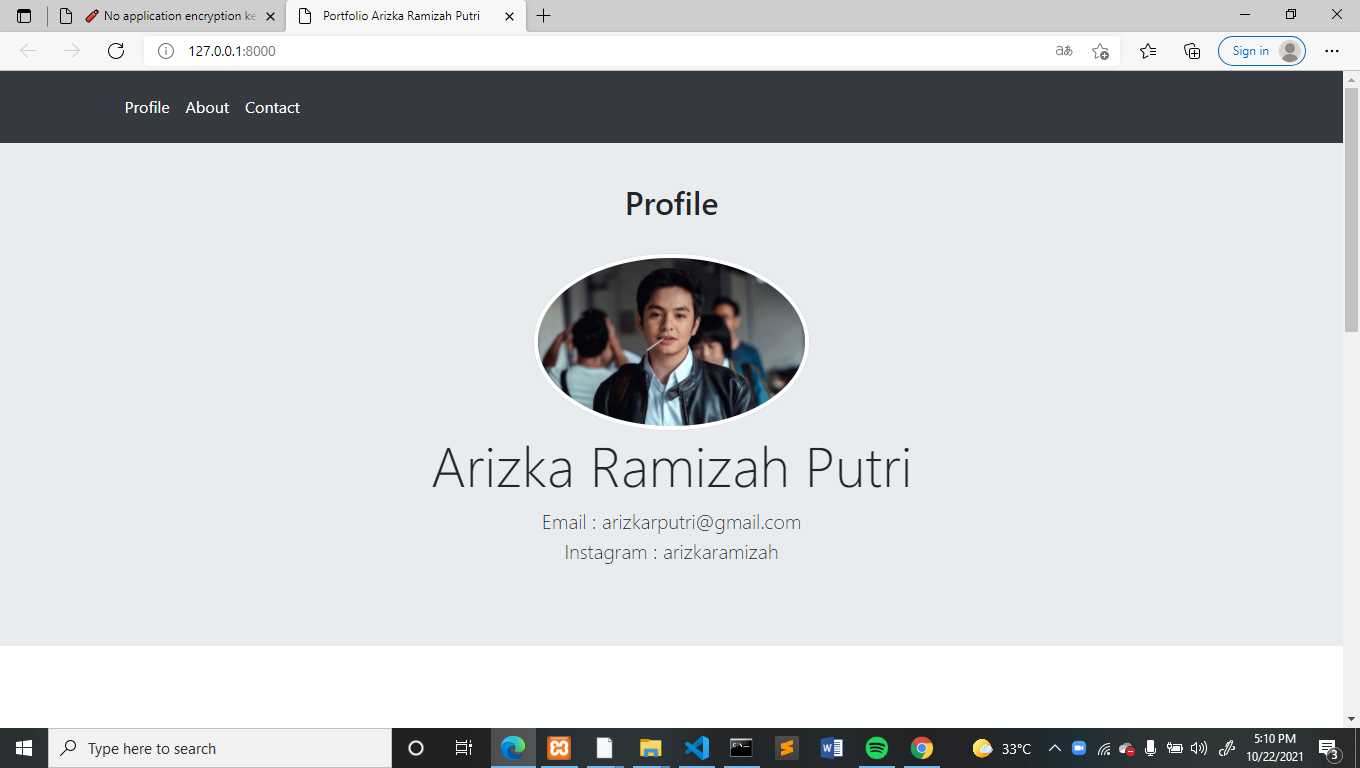 No application encryption ke
Portfolio Arizka Ramizah Putri
127.0.0.1:8000
aあ
Sign in
Profile About Contact
Profile
Arizka Ramizah Putri
Email : arizkarputri@gmail.com
Instagram : arizkaramizah
Type here to search
33°C
5:10 PM
10/22/2021
3